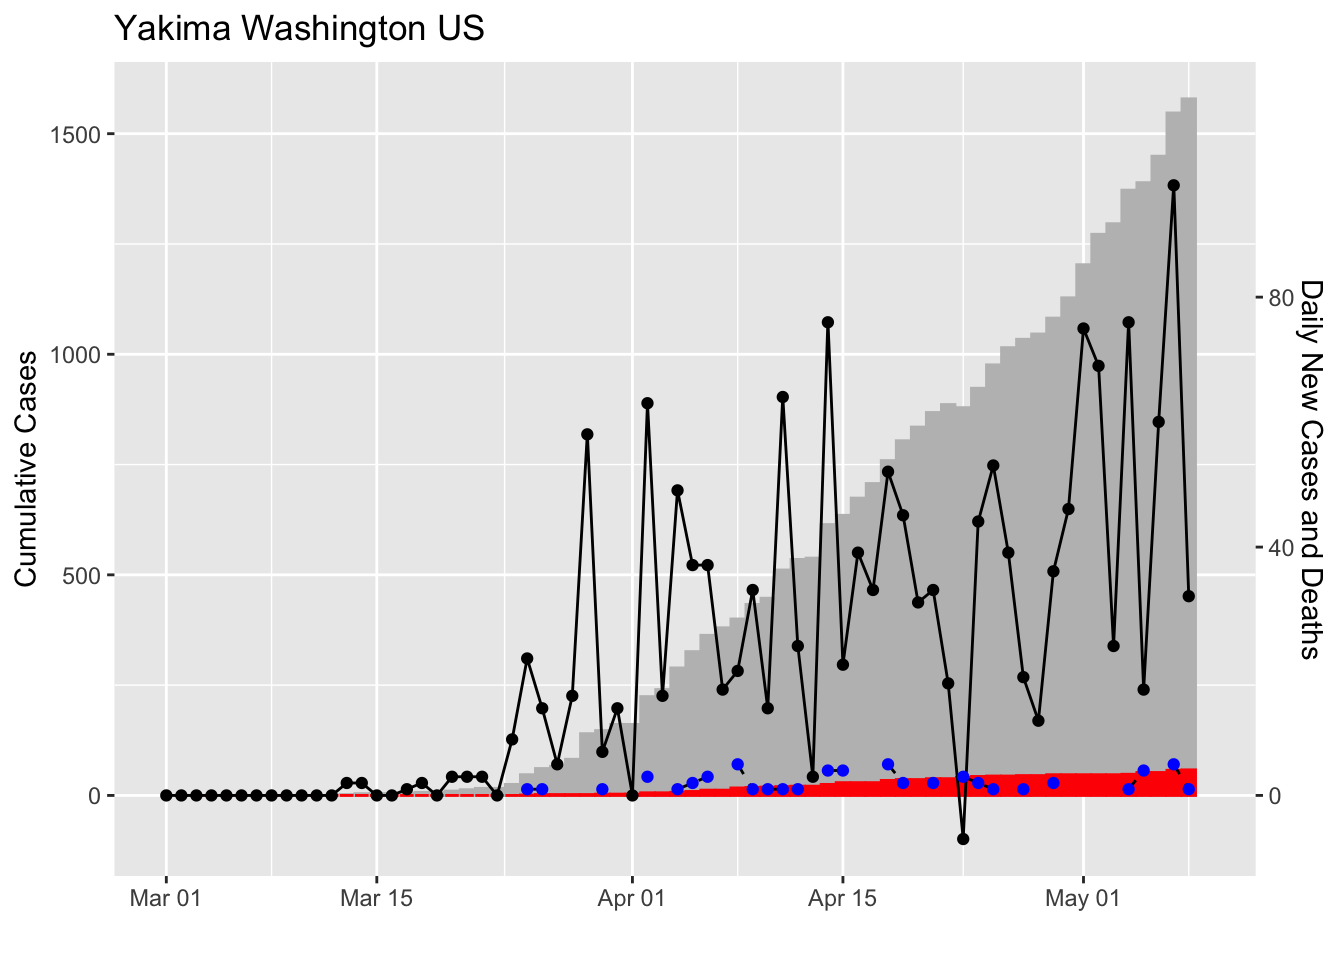 Yakima Washington US
Cumulative Cases
1500
1000
500
0
80
40
0
Daily New Cases and Deaths
Mar 01
Mar 15
Apr 01
Apr 15
May 01